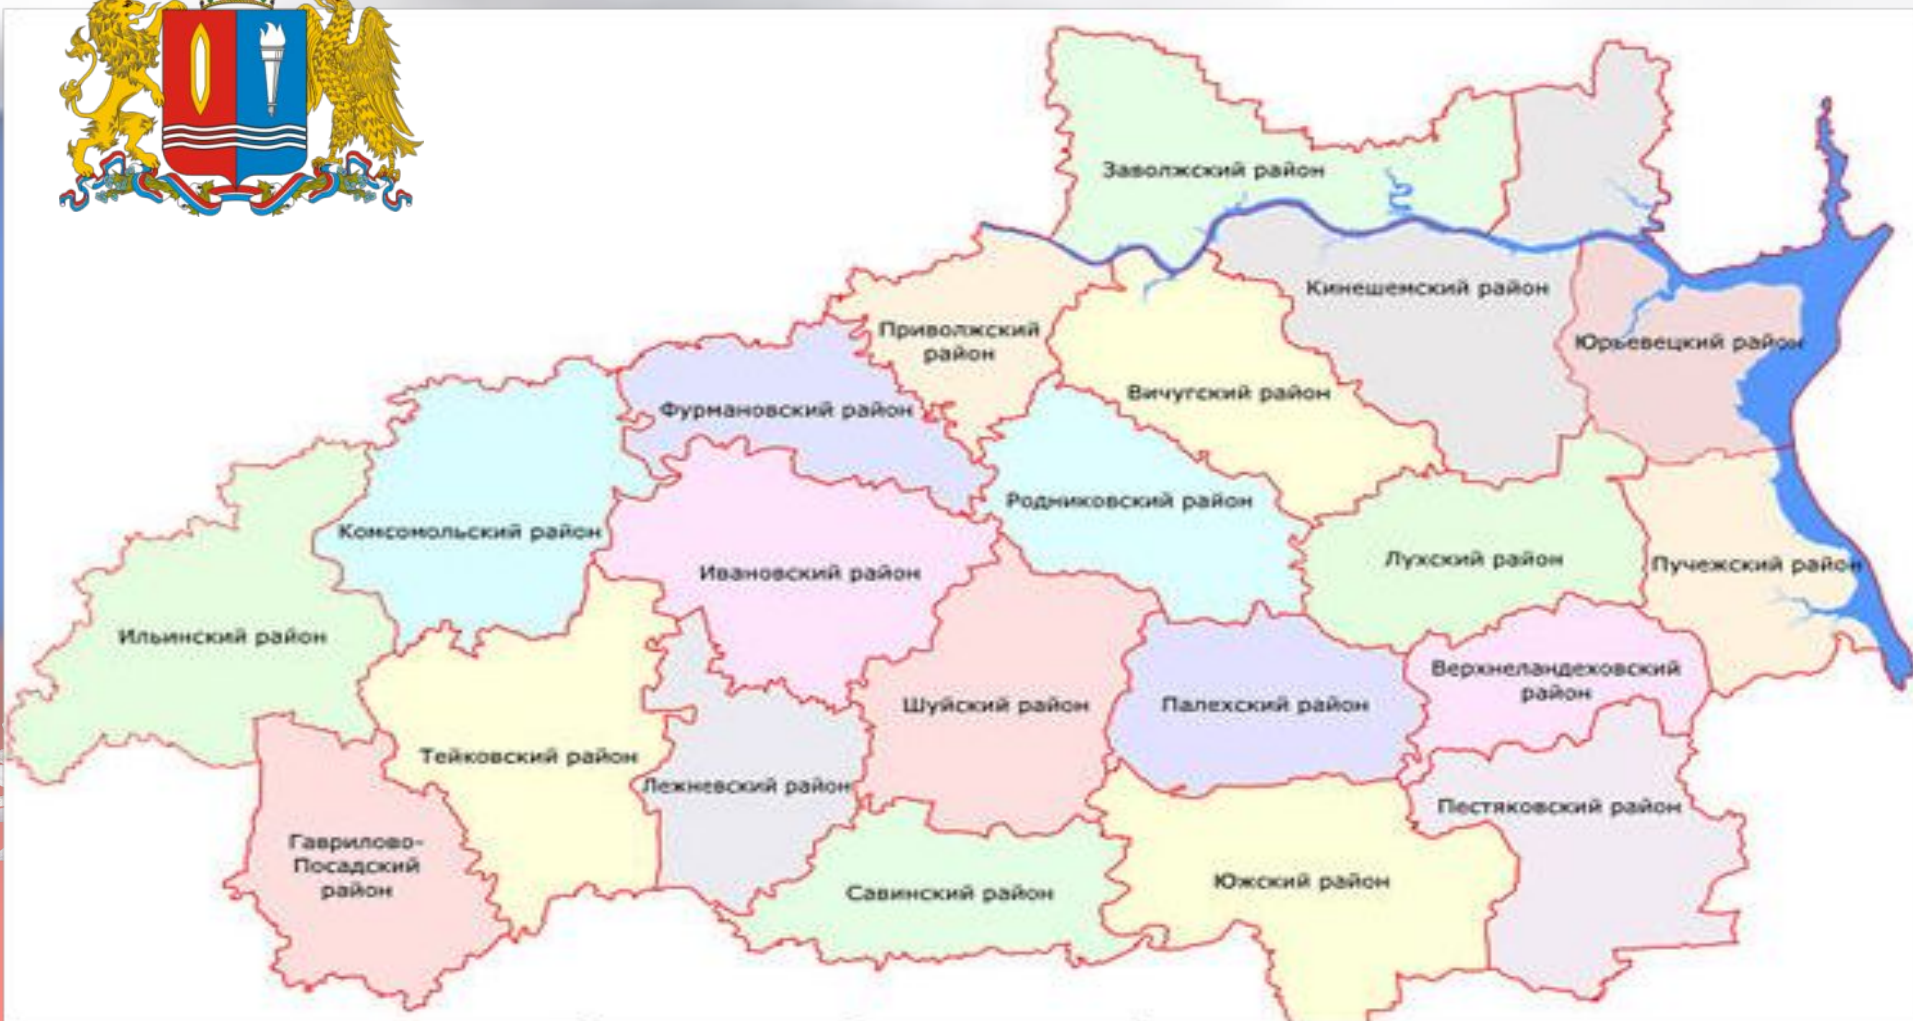 Заволжский район
Кинешемский район
Приволжский
район
Юрьевецкий район
Вичугский район
Фурмановский район
Родниковский район
Комсомольский район
Лухский район
Пучежский район
Ивановский район
Ильинский район
Верхнеландеховский
район
Шуйский район
Палехский район
Тейковский район
Лежневский район
Пестяковский район
Гаврилово-
Посадский
район
Южский район
Савинский район